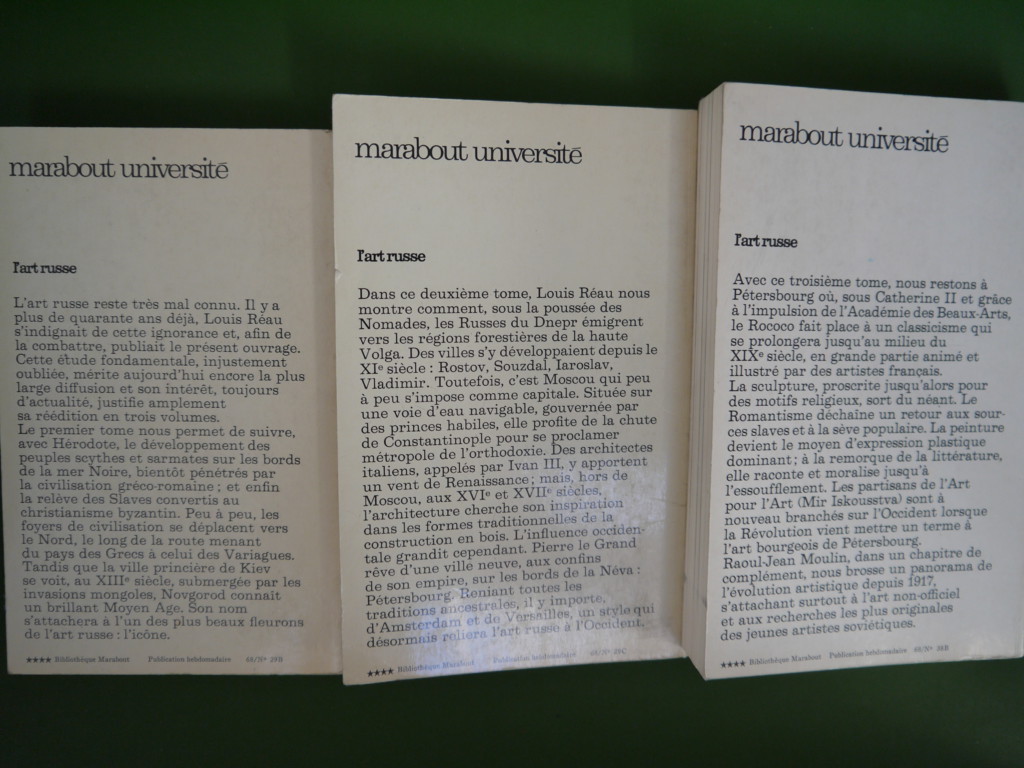 marabout université
l'art russe
L'art russe reste très mal connu. Il y a
plus de quarante ans déjà, Louis Réau
s'indignait de cette ignorance et, afin de
la combattre, publiait le présent ouvrage.
Cette étude fondamentale, injustement
oubliée, mérite aujourd'hui encore la plus
large diffusion et son intérêt, toujours
d'actualité, justifie amplement
sa réédition en trois volumes.
Le premier tome nous permet de suivre,
avec Hérodote, le développement des
peuples scythes et sarmates sur les bords
de la mer Noire, bientôt pénétrés par
la civilisation gréco-romaine ; et enfin
la relève des Slaves convertis au
christianisme byzantin. Peu à peu, les
foyers de civilisation se déplacent vers
le Nord, le long de la route menant
du pays des Grecs à celui des Variagues.
Tandis que la ville princière de Kiev
se voit, au XIIIe siècle, submergée par les
invasions mongoles, Novgorod connaît
un brillant Moyen Age. Son nom
s'attachera à l'un des plus beaux fleurons
de l'art russe : l'icône.
★★★★ Bibliothèque Marabout Publication hebdomadaire
marabout université
l'art russe
Dans ce deuxième tome, Louis Réau nous
montre comment, sous la poussée des
Nomades, les Russes du Dnepr émigrent
vers les régions forestières de la haute
Volga. Des villes s'y développaient depuis le
XIe siècle : Rostov, Souzdal, Iaroslav,
Vladimir. Toutefois, c'est Moscou qui peu
à peu s'impose comme capitale. Située sur
une voie d'eau navigable, gouvernée par
des princes habiles, elle profite de la chute
de Constantinople pour se proclamer
métropole de l'orthodoxie. Des architectes
italiens, appelés par Ivan III, y apportent
un vent de Renaissance ; mais, hors de
Moscou, aux XVIe et XVIIe siècles,
l'architecture cherche son inspiration
dans les formes traditionnelles de la
construction en bois. L'influence occiden-
tale grandit cependant. Pierre le Grand
rêve d'une ville neuve, aux confins
de son empire, sur les bords de la Néva :
Pétersbourg. Reniant toutes les
traditions ancestrales, il y importe,
d'Amsterdam et de Versailles, un style qui
désormais reliera l'art russe à l'Occident.
★★★★ Bibliothèque Marabout Publication hebdomadaire
marabout université
l'art russe
Avec ce troisième tome, nous restons à
Pétersbourg où, sous Catherine II et grâce
à l'impulsion de l'Académie des Beaux-Arts,
le Rococo fait place à un classicisme qui
se prolongera jusqu'au milieu du
XIXe siècle, en grande partie animé et
illustré par des artistes français.
La sculpture, proscrite jusqu'alors pour
des motifs religieux, sort du néant. Le
Romantisme déchaîne un retour aux sour-
ces slaves et à la sève populaire. La peinture
devient le moyen d'expression plastique
dominant ; à la remorque de la littérature,
elle raconte et moralise jusqu'à
l'essoufflement. Les partisans de l'Art
pour l'Art (Mir Iskousstva) sont à
nouveau branchés sur l'Occident lorsque
la Révolution vient mettre un terme à
l'art bourgeois de Pétersbourg.
Raoul-Jean Moulin, dans un chapitre de
complément, nous brosse un panorama de
l'évolution artistique depuis 1917,
s'attachant surtout à l'art non-officiel
et aux recherches les plus originales
des jeunes artistes soviétiques.
★★★★ Bibliothèque Marabout Publication hebdomadaire